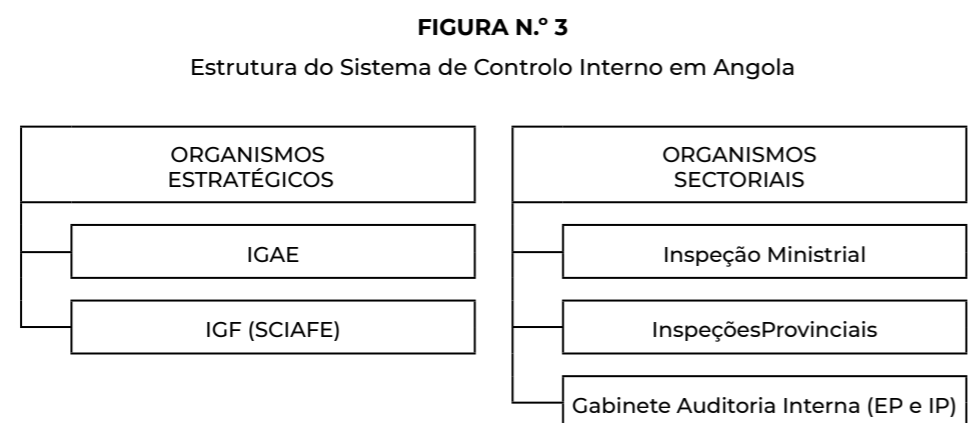 FIGURA N.º 3
Estrutura do Sistema de Controlo Interno em Angola
ORGANISMOS
ESTRATÉGICOS
IGAE
IGF (SCIAFE)
ORGANISMOS
SECTORIAIS
Inspeção Ministrial
InspeçõesProvinciais
Gabinete Auditoria Interna (EP e IP)